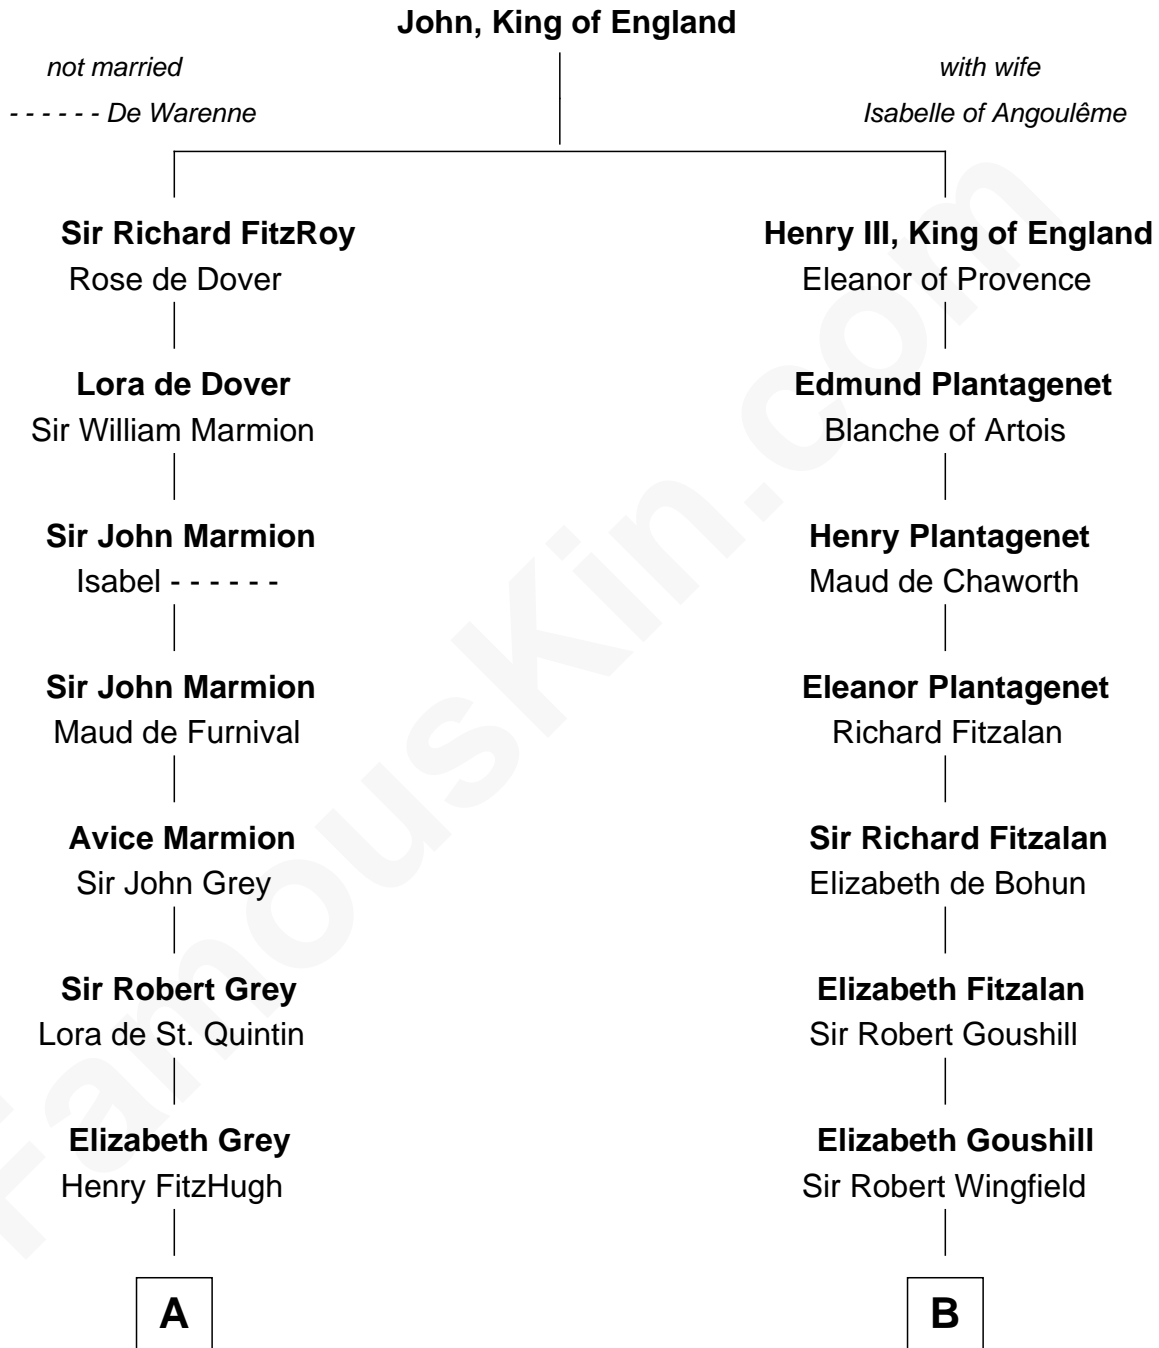 John, King of England
not married
- - - - - - De Warenne
with wife
Isabelle of Angoulême
Sir Richard FitzRoy
Rose de Dover
Henry III, King of England
Eleanor of Provence
Lora de Dover
Sir William Marmion
Edmund Plantagenet
Blanche of Artois
Sir John Marmion
Isabel - - - - - -
Henry Plantagenet
Maud de Chaworth
Sir John Marmion
Maud de Furnival
Eleanor Plantagenet
Richard Fitzalan
Avice Marmion
Sir John Grey
Sir Richard Fitzalan
Elizabeth de Bohun
Sir Robert Grey
Lora de St. Quintin
Elizabeth Fitzalan
Sir Robert Goushill
Elizabeth Grey
Henry FitzHugh
Elizabeth Goushill
Sir Robert Wingfield
A
B
FamousKin.com